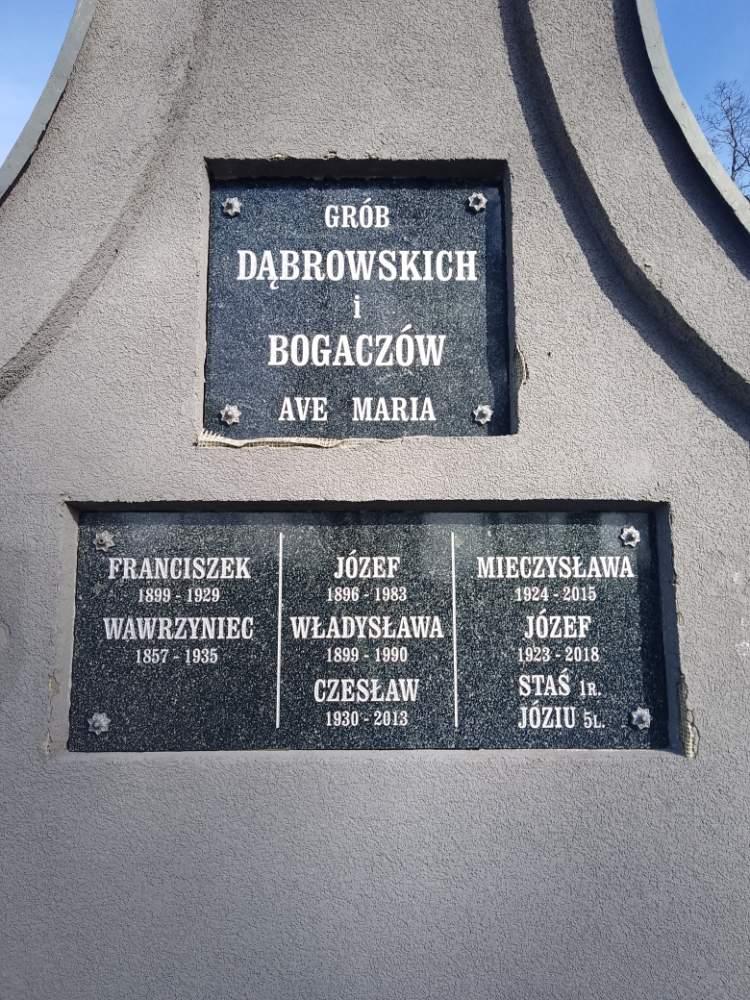 GRÓB
DĄBROWSKICH
i
BOGACZÓW
AVE MARIA
FRANCISZEK
1899 - 1929
WAWRZYNIEC
1857 - 1935
JÓZEF
1896 - 1983
WŁADYSŁAWA
1899 - 1990
CZESŁAW
1930 - 2013
MIECZYSŁAWA
1924 - 2015
JÓZEF
1923 - 2018
STAŚ 1R.
JÓZIU 5L.